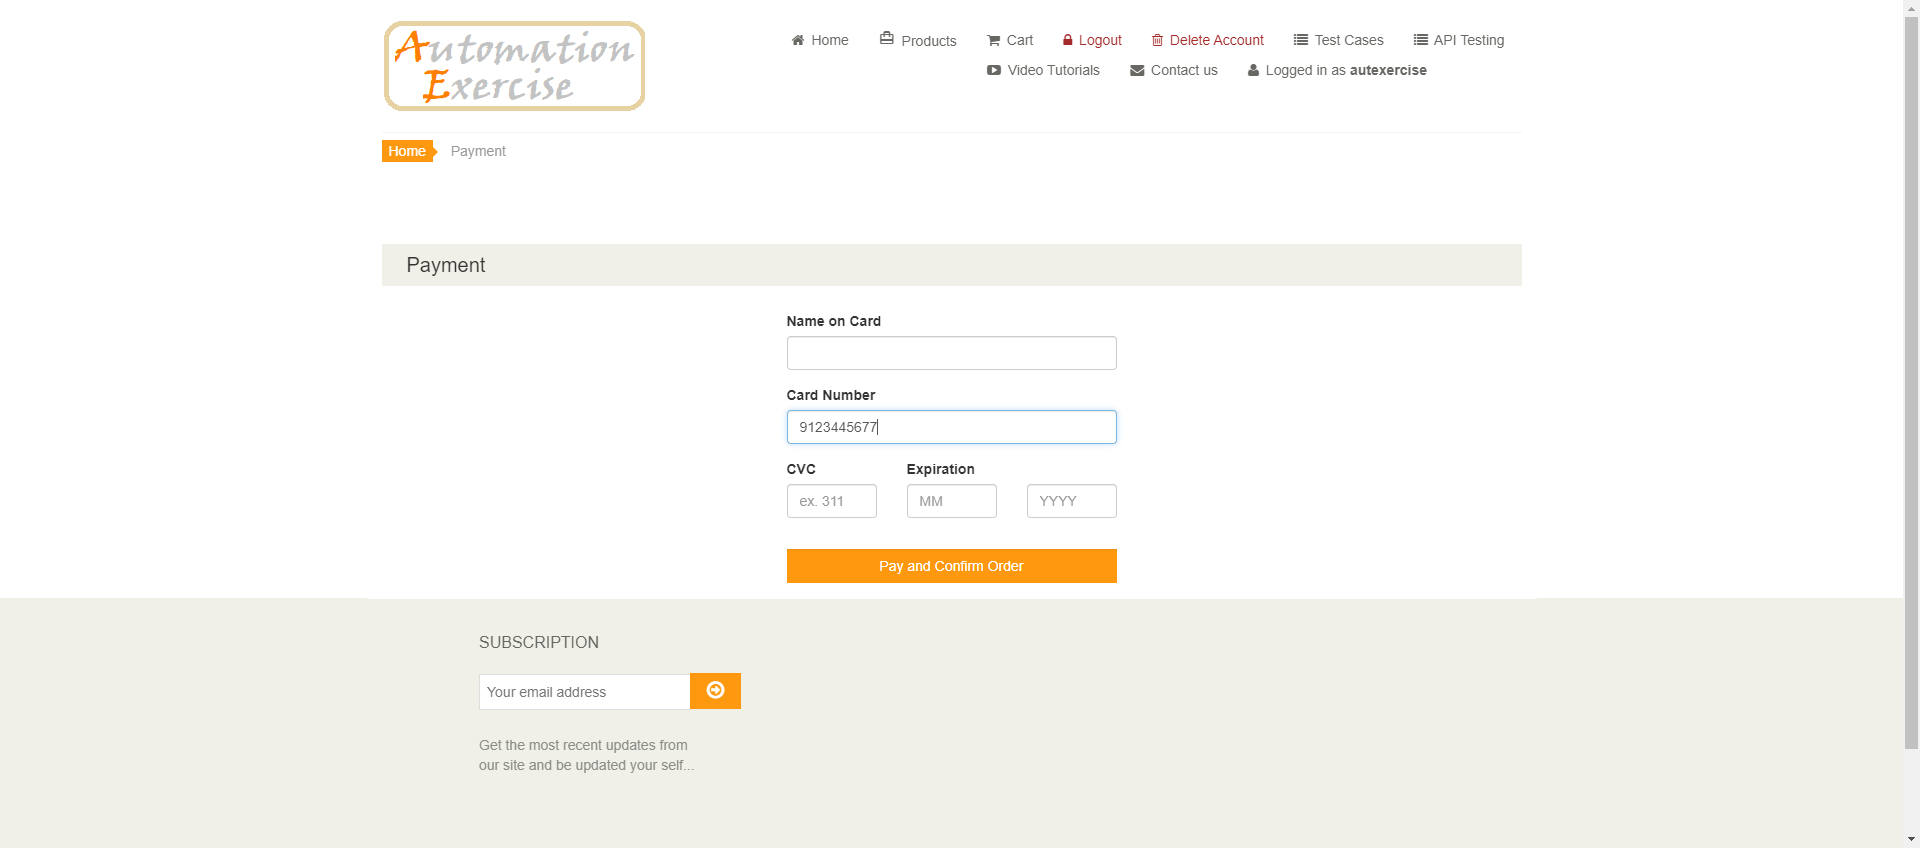 Automation
Exercise
Home
Products
Cart
Logout
Delete Account
Test Cases
API Testing
Video Tutorials
Contact us
Logged in as autexercise
Home
Payment
Payment
Name on Card
Card Number
9123445677
CVC
Expiration
ex. 311
MM
YYYY
Pay and Confirm Order
SUBSCRIPTION
Your email address
Get the most recent updates from
our site and be updated your self...